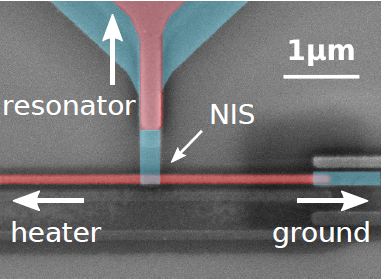 1µm
resonator
NIS
heater
ground